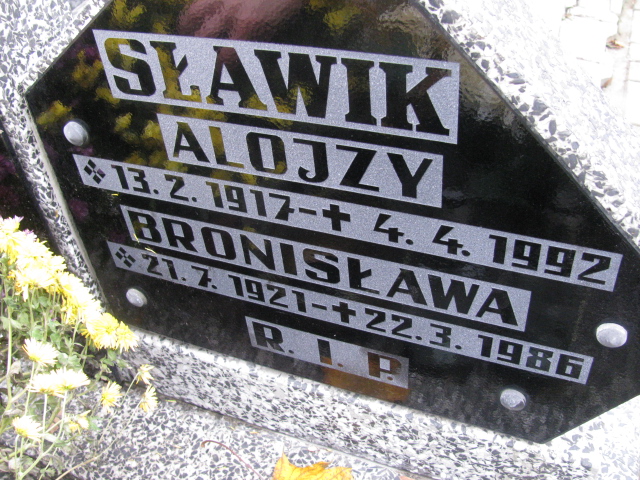 SŁAWIK
ALOJZY
13.2.1917-+ 4.4.1992
BRONISŁAWA
21.7.1921-+22.3.1986
R.I.P.